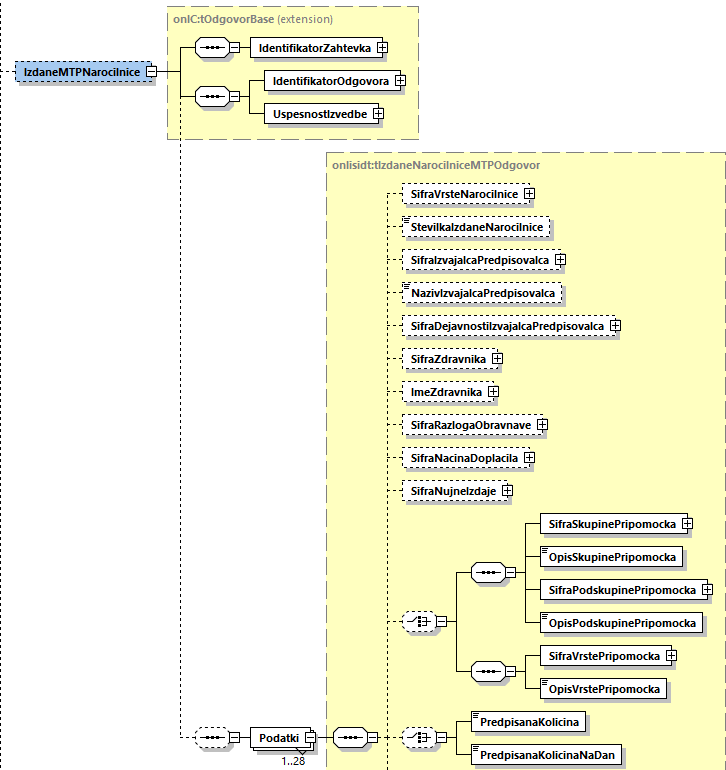 onlC:tOdgovorBase (extension)
IdentifikatorZahtevka
IzdaneMTPNarocilnice
IdentifikatorOdgovora
UspesnostIzvedbe
onlisidt:tIzdaneNarocilniceMTPOdgovor
SifraVrsteNarocilnice
StevilkaIzdaneNarocilnice
SifraIzvajalcaPredpisovalca
NazivIzvajalcaPredpisovalca
SifraDejavnostiIzvajalcaPredpisovalca
SifraZdravnika
ImeZdravnika
SifraRazlogaObravnave
SifraNacinaDoplacila
SifraNujneIzdaje
SifraSkupinePripomocka
OpisSkupinePripomocka
SifraPodskupinePripomocka
OpisPodskupinePripomocka
SifraVrstePripomocka
OpisVrstePripomocka
PredpisanaKolicina
Podatki
PredpisanaKolicinaNaDan
1..28